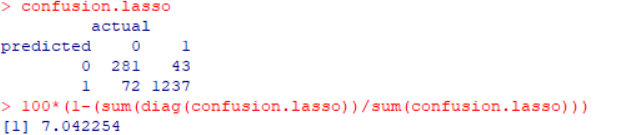 > confusion.lasso
actual
predicted 0 1
0 281 43
1 72 1237
> 100*(1-(sum(diag(confusion.lasso))/sum(confusion.lasso)))
[1] 7.042254